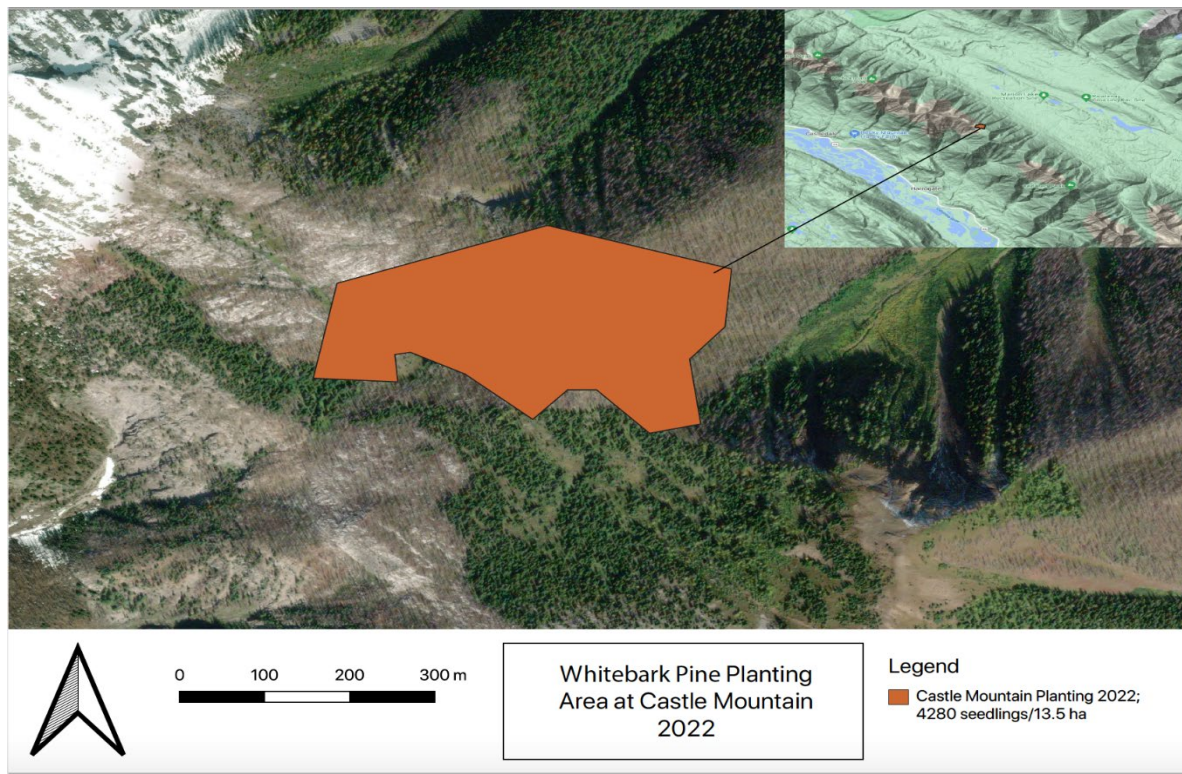 0 100 200 300 m
Whitebark Pine Planting
Area at Castle Mountain
2022
Legend
Castle Mountain Planting 2022;
4280 seedlings/13.5 ha